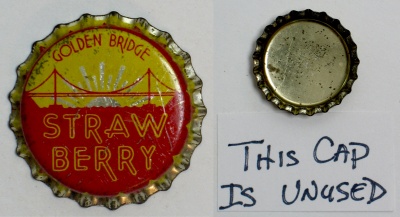 GOLDEN BRIDGE
STRAW
BERRY
THIS CAP
IS UNUSED